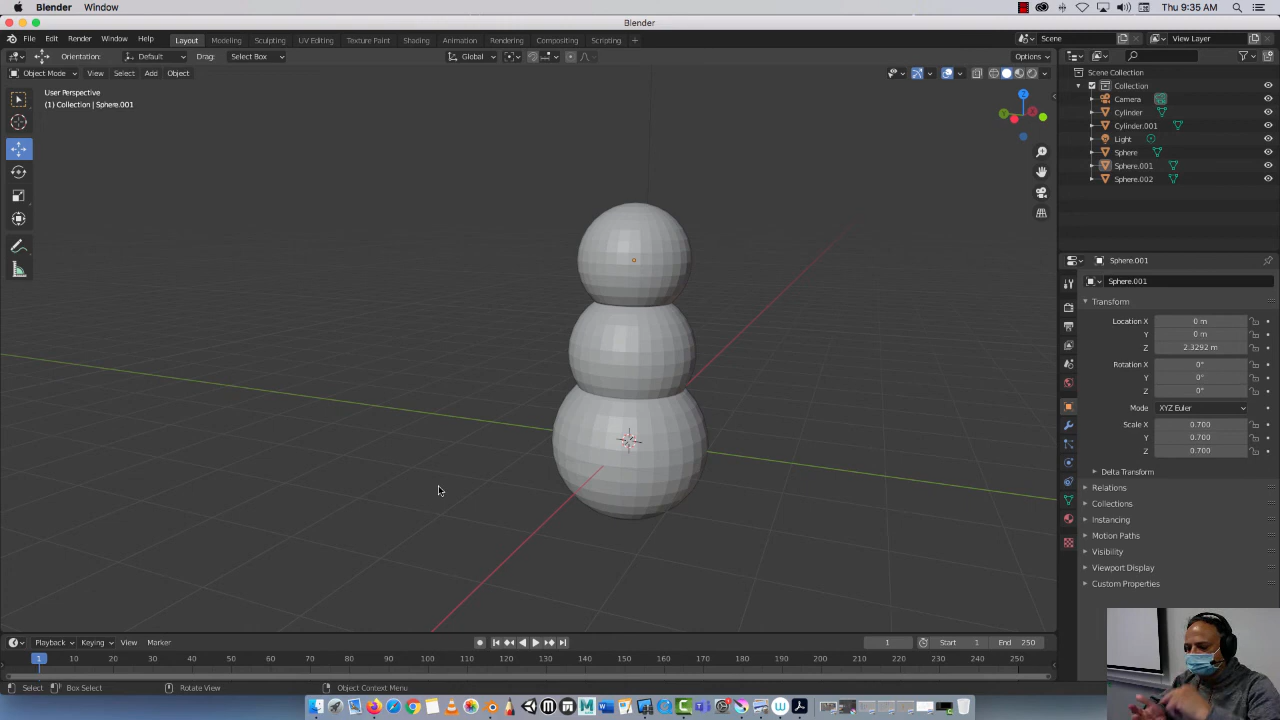 Blender Window Thu 9:35 AM
Blender
File Edit Render Window Help Layout Modeling Sculpting UV Editing Texture Paint Shading Animation Rendering Compositing Scripting + Scene View Layer
Orientation: Default Drag: Select Box Global Options
Object Mode View Select Add Object
User Perspective
(1) Collection | Sphere.001
Z
Y
X
Scene Collection
Collection
Camera
Cylinder
Cylinder.001
Light
Sphere
Sphere.001
Sphere.002
Sphere.001
Sphere.001
Transform
Location X 0 m
Y 0 m
Z 2.3292 m
Rotation X 0°
Y 0°
Z 0°
Mode XYZ Euler
Scale X 0.700
Y 0.700
Z 0.700
Delta Transform
Relations
Collections
Instancing
Motion Paths
Visibility
Viewport Display
Custom Properties
Playback Keying View Marker 1 Start 1 End 250
1 10 20 30 40 50 60 70 80 90 100 110 120 130 140 150 160 170 180 190 200 210 220 230 240 250
Select Box Select Rotate View Object Context Menu